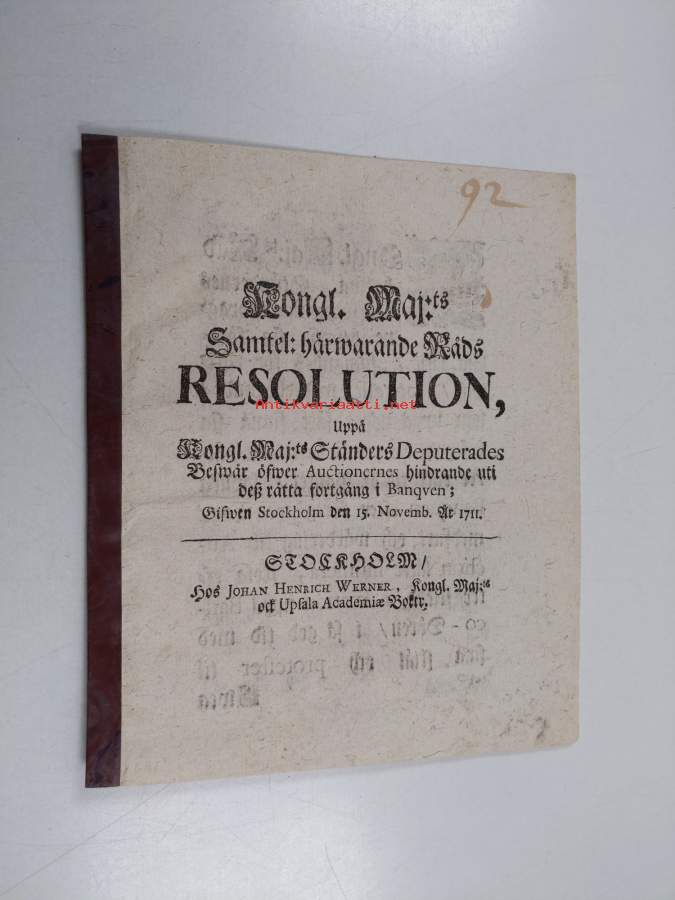 92
Kongl. Maj:ts
Samtel: härwarände Råds
RESOLUTION,
Antikvariaatti.net
Uppå
Kongl. Maj:ts Ständers Deputerades
Beswär öfwer Auctionernes hindrande uti
deß rätta fortgång i Banqven;
Gifwen Stockholm den 15. Novemb. År 1711.
STOCKHOLM/
Hos JOHAN HENRICH WERNER, Kongl. Maj:ts
ock Upsala Academiæ Boktr.